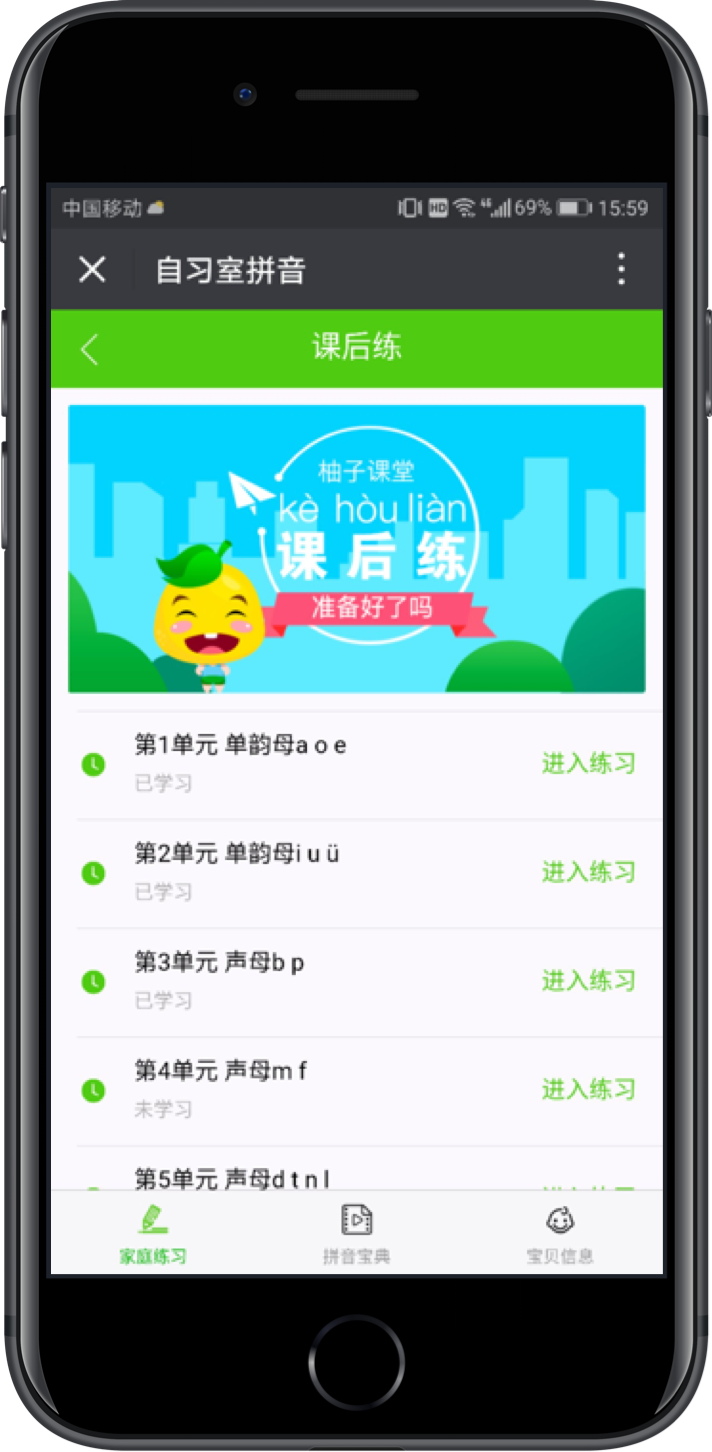 中国移动 HD 46 69% 15:59
自习室拼音
课后练
柚子课堂
kè hòu liàn
课后练
准备好了吗
第1单元 单韵母a o e
已学习
进入练习
第2单元 单韵母i u ü
已学习
进入练习
第3单元 声母b p
已学习
进入练习
第4单元 声母m f
未学习
进入练习
第5单元 声母d t n l
家庭练习 拼音宝典 宝贝信息